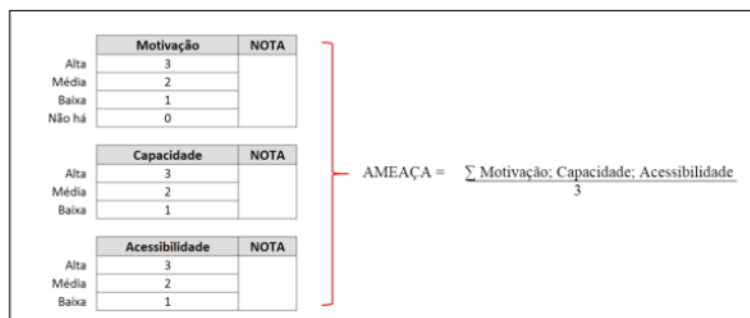 Motivação NOTA
Alta 3
Média 2
Baixa 1
Não há 0
Capacidade NOTA
Alta 3
Média 2
Baixa 1
Acessibilidade NOTA
Alta 3
Média 2
Baixa 1
AMEAÇA = ∑ Motivação; Capacidade; Acessibilidade
3